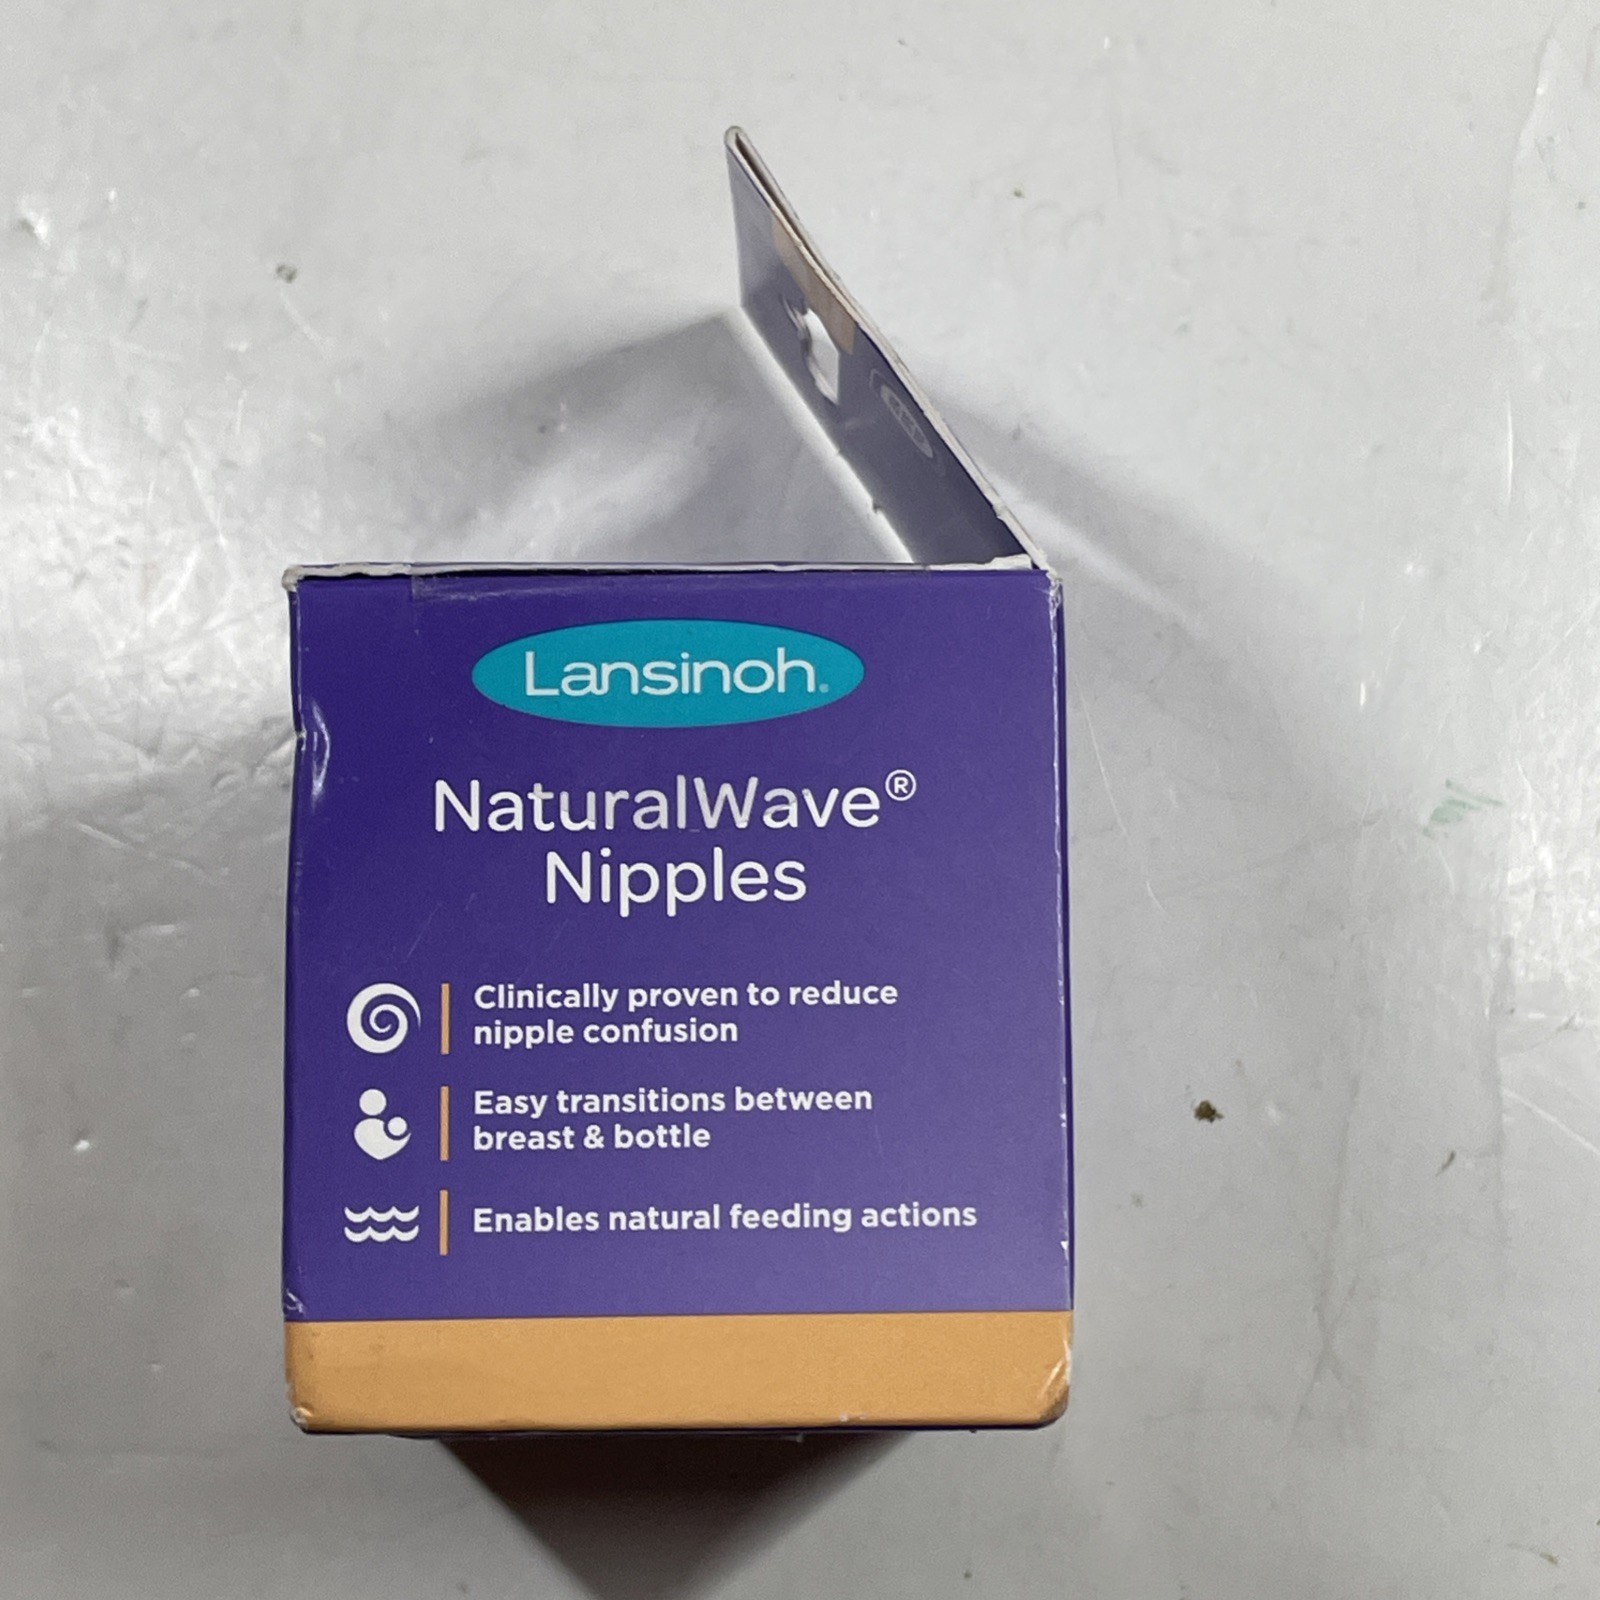 Lansinoh®
NaturalWave®
Nipples
Clinically proven to reduce
nipple confusion
Easy transitions between
breast & bottle
Enables natural feeding actions